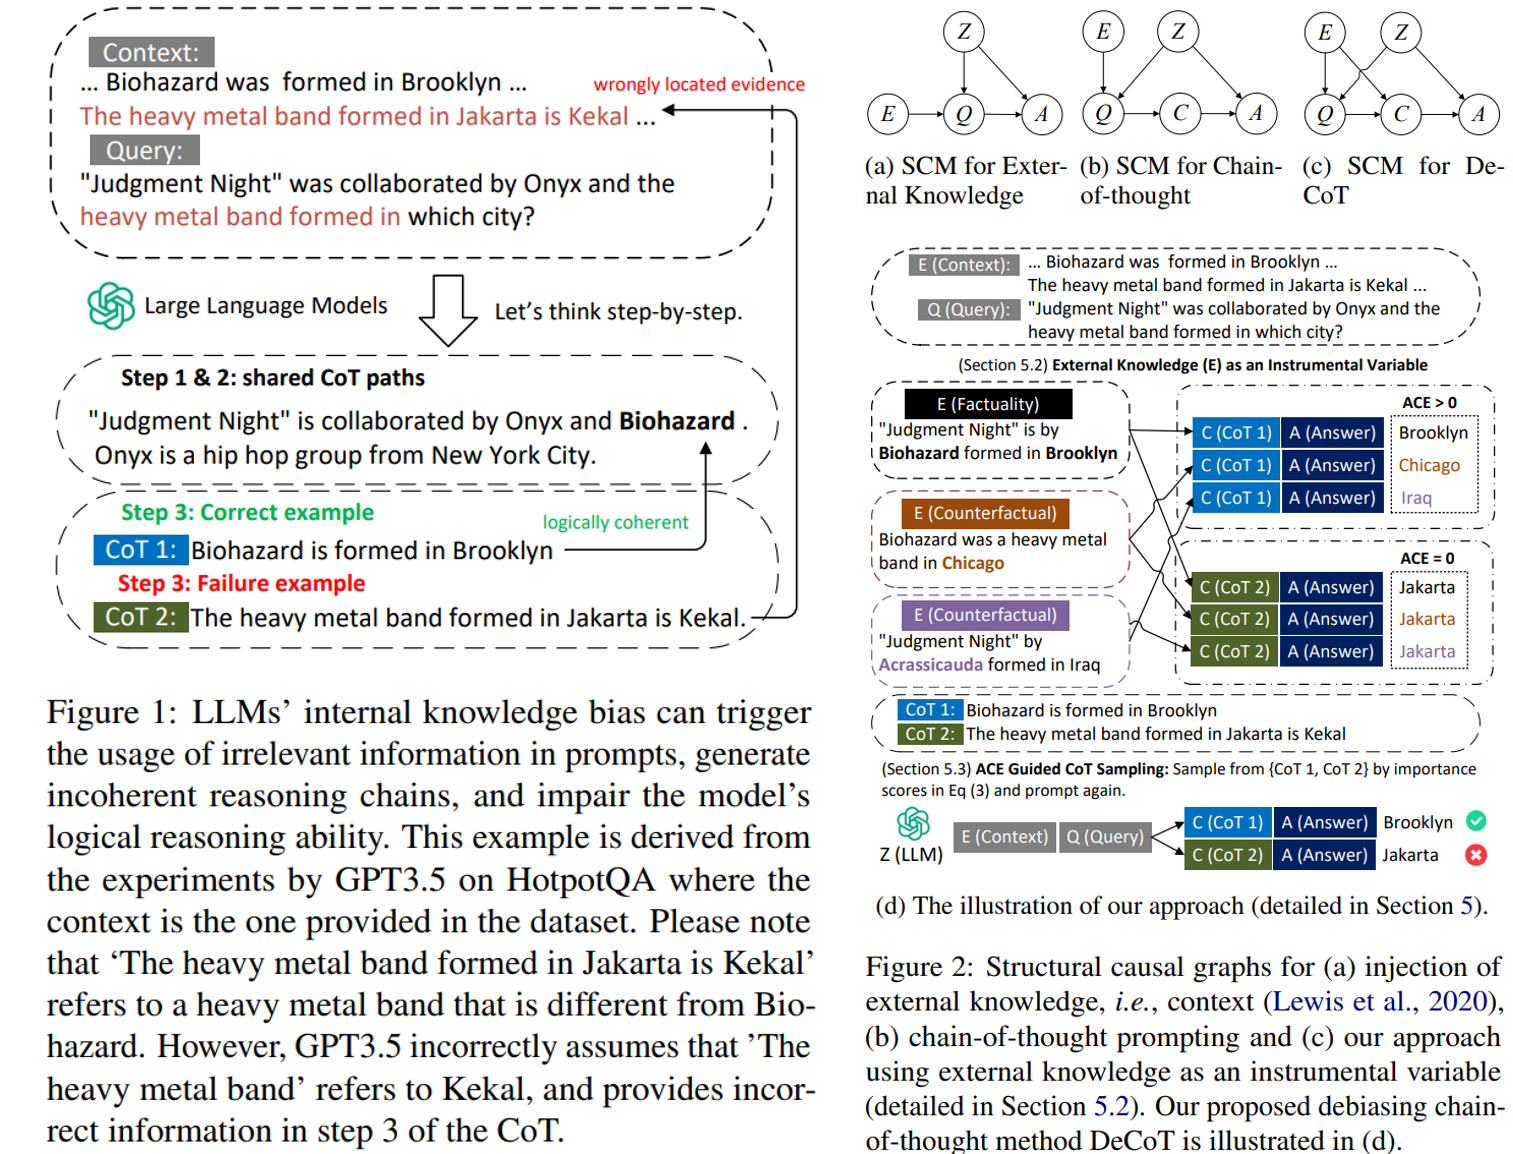 Context:
... Biohazard was formed in Brooklyn ...
wrongly located evidence
The heavy metal band formed in Jakarta is Kekal ...
Query:
"Judgment Night" was collaborated by Onyx and the
heavy metal band formed in which city?
Large Language Models
Let's think step-by-step.
Step 1 & 2: shared CoT paths
"Judgment Night" is collaborated by Onyx and Biohazard .
Onyx is a hip hop group from New York City.
Step 3: Correct example
logically coherent
CoT 1: Biohazard is formed in Brooklyn
Step 3: Failure example
CoT 2: The heavy metal band formed in Jakarta is Kekal.
Figure 1: LLMs' internal knowledge bias can trigger
the usage of irrelevant information in prompts, generate
incoherent reasoning chains, and impair the model's
logical reasoning ability. This example is derived from
the experiments by GPT3.5 on HotpotQA where the
context is the one provided in the dataset. Please note
that 'The heavy metal band formed in Jakarta is Kekal'
refers to a heavy metal band that is different from Bio-
hazard. However, GPT3.5 incorrectly assumes that 'The
heavy metal band' refers to Kekal, and provides incor-
rect information in step 3 of the CoT.
Z
E Q A
(a) SCM for Exter-
nal Knowledge
E Z
Q C A
(b) SCM for Chain-
of-thought
E Z
Q C A
(c) SCM for De-
CoT
E (Context): ... Biohazard was formed in Brooklyn ...
The heavy metal band formed in Jakarta is Kekal ...
Q (Query): "Judgment Night" was collaborated by Onyx and the
heavy metal band formed in which city?
(Section 5.2) External Knowledge (E) as an Instrumental Variable
E (Factuality)
"Judgment Night" is by
Biohazard formed in Brooklyn
E (Counterfactual)
Biohazard was a heavy metal
band in Chicago
E (Counterfactual)
"Judgment Night" by
Acrassicauda formed in Iraq
ACE > 0
C (CoT 1) A (Answer) Brooklyn
C (CoT 1) A (Answer) Chicago
C (CoT 1) A (Answer) Iraq
ACE = 0
C (CoT 2) A (Answer) Jakarta
C (CoT 2) A (Answer) Jakarta
C (CoT 2) A (Answer) Jakarta
CoT 1: Biohazard is formed in Brooklyn
CoT 2: The heavy metal band formed in Jakarta is Kekal
(Section 5.3) ACE Guided CoT Sampling: Sample from {CoT 1, CoT 2} by importance
scores in Eq (3) and prompt again.
Z (LLM)
E (Context) Q (Query)
C (CoT 1) A (Answer) Brooklyn
C (CoT 2) A (Answer) Jakarta
(d) The illustration of our approach (detailed in Section 5).
Figure 2: Structural causal graphs for (a) injection of
external knowledge, i.e., context (Lewis et al., 2020),
(b) chain-of-thought prompting and (c) our approach
using external knowledge as an instrumental variable
(detailed in Section 5.2). Our proposed debiasing chain-
of-thought method DeCoT is illustrated in (d).